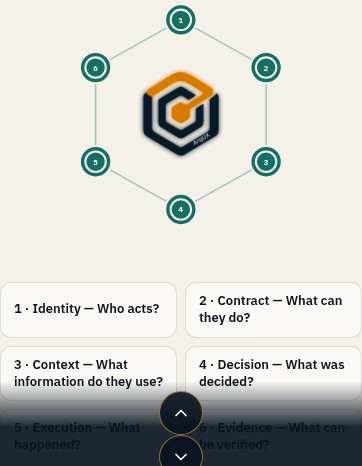 1
6
2
ArqUX
5
3
4
1 · Identity — Who acts?
2 · Contract — What can
they do?
3 · Context — What
information do they use?
4 · Decision — What was
decided?
5 · Execution — What
happened?
6 · Evidence — What can
be verified?